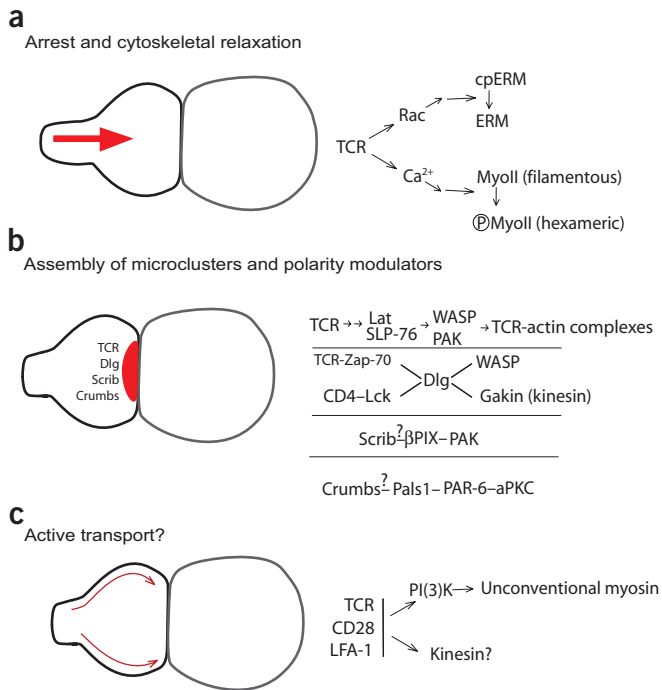 a
Arrest and cytoskeletal relaxation
cpERM
Rac
ERM
TCR
Ca²⁺
MyoII (filamentous)
ⓅMyoII (hexameric)
b
Assembly of microclusters and polarity modulators
TCR
Dlg
Scrib
Crumbs
TCR→→ Lat SLP-76 → WASP PAK →TCR-actin complexes
TCR-Zap-70
WASP
Dlg
CD4–Lck
Gakin (kinesin)
Scrib–?βPIX–PAK
Crumbs–?Pals1–PAR-6–aPKC
c
Active transport?
PI(3)K→Unconventional myosin
TCR
CD28
LFA-1
Kinesin?